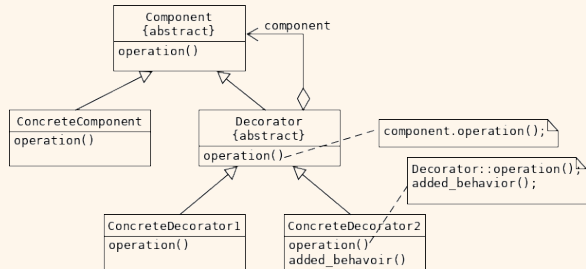 Component
{abstract}
operation()
component
ConcreteComponent
operation()
Decorator
{abstract}
operation()
component.operation();
Decorator::operation();
added_behavior();
ConcreteDecorator1
operation()
ConcreteDecorator2
operation()
added_behavoir()